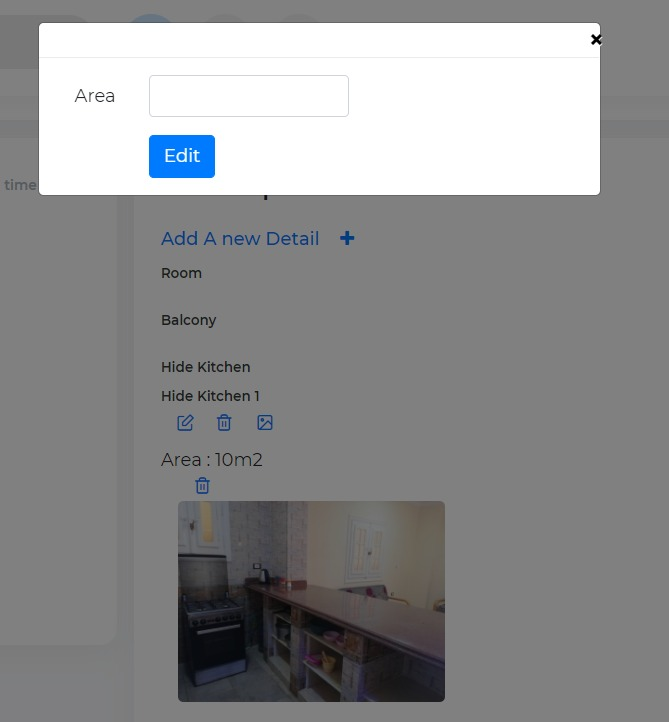 ×
Area
Edit
time
Add A new Detail +
Room
Balcony
Hide Kitchen
Hide Kitchen 1
Area : 10m2